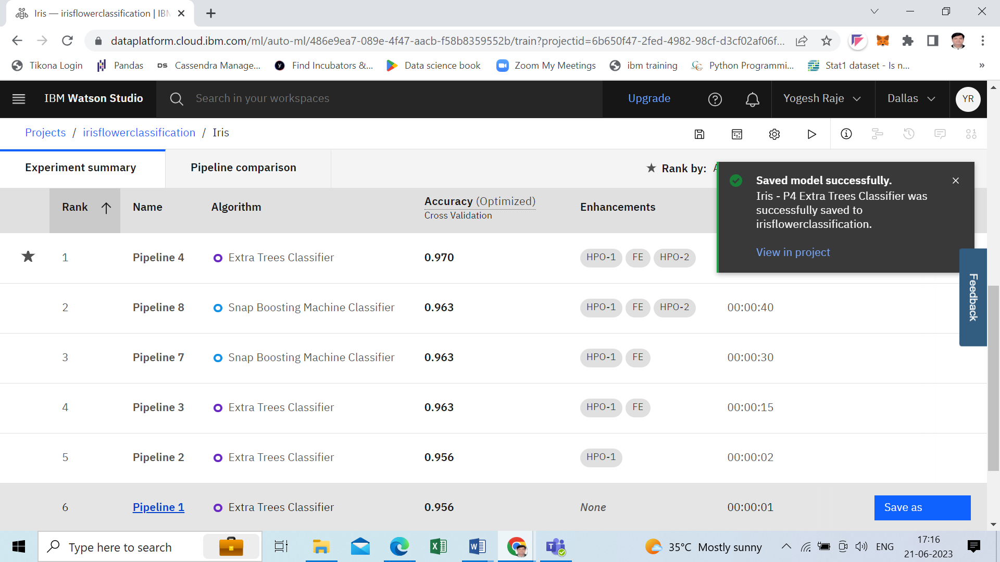 Iris — irisflowerclassification | IBM
dataplatform.cloud.ibm.com/ml/auto-ml/486e9ea7-089e-4f47-aacb-f58b8359552b/train?projectid=6b650f47-2fed-4982-98cf-d3cf02af06f...
Tikona Login Pandas DS Cassendra Manage... Find Incubators &... Data science book Zoom My Meetings ibm training Python Programmi... Stat1 dataset - Is n... »
IBM Watson Studio Search in your workspaces Upgrade Yogesh Raje Dallas YR
Projects / irisflowerclassification / Iris
Experiment summary Pipeline comparison Rank by:
Saved model successfully.
Iris - P4 Extra Trees Classifier was
successfully saved to
irisflowerclassification.
View in project
Rank Name Algorithm Accuracy (Optimized) Enhancements
Cross Validation
1 Pipeline 4 Extra Trees Classifier 0.970 HPO-1 FE HPO-2
2 Pipeline 8 Snap Boosting Machine Classifier 0.963 HPO-1 FE HPO-2 00:00:40
3 Pipeline 7 Snap Boosting Machine Classifier 0.963 HPO-1 FE 00:00:30
4 Pipeline 3 Extra Trees Classifier 0.963 HPO-1 FE 00:00:15
5 Pipeline 2 Extra Trees Classifier 0.956 HPO-1 00:00:02
6 Pipeline 1 Extra Trees Classifier 0.956 None 00:00:01 Save as
Feedback
Type here to search 35°C Mostly sunny ENG 17:16
21-06-2023